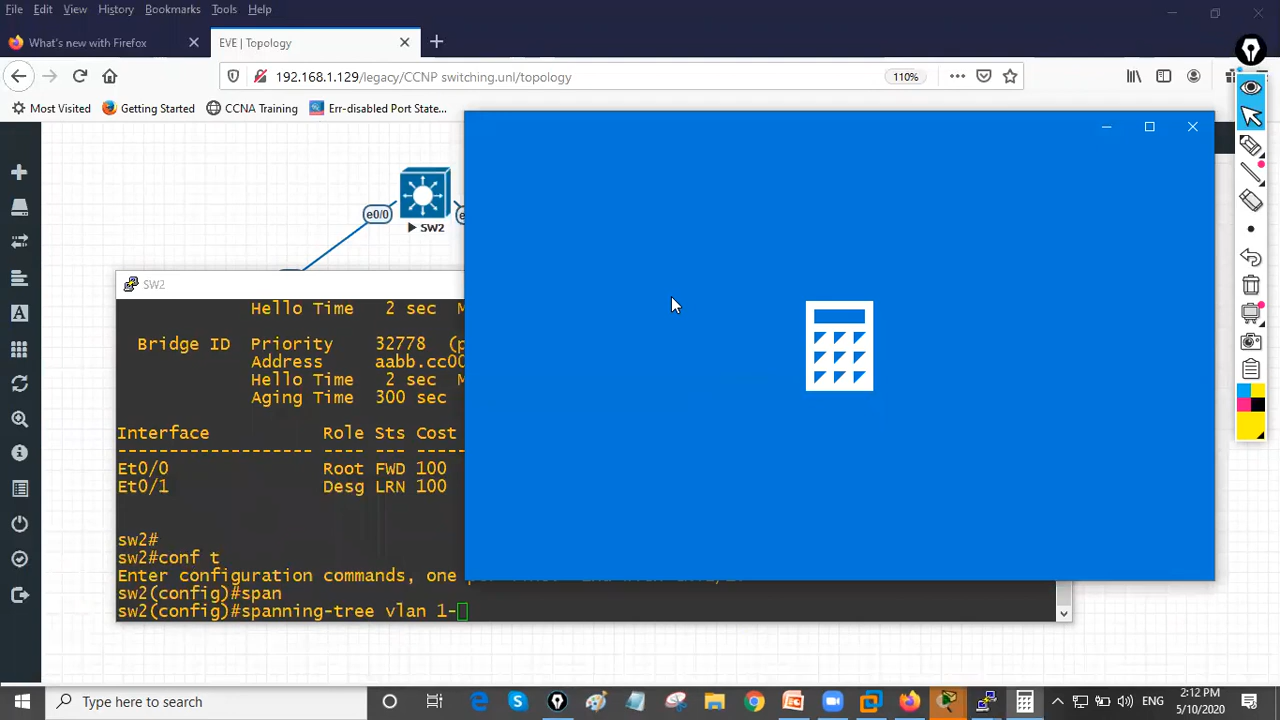 File Edit View History Bookmarks Tools Help
What's new with Firefox
EVE | Topology
192.168.1.129/legacy/CCNP switching.unl/topology
110%
Most Visited
Getting Started
CCNA Training
Err-disabled Port State...
e0/0
SW2
SW2
Hello Time 2 sec
Bridge ID Priority 32778 (p
Address aabb.cc00
Hello Time 2 sec
Aging Time 300 sec
Interface Role Sts Cost
------------------- ---- --- -----
Et0/0 Root FWD 100
Et0/1 Desg LRN 100
sw2#
sw2#conf t
Enter configuration commands, one
sw2(config)#span
sw2(config)#spanning-tree vlan 1-
Type here to search
ENG
2:12 PM
5/10/2020